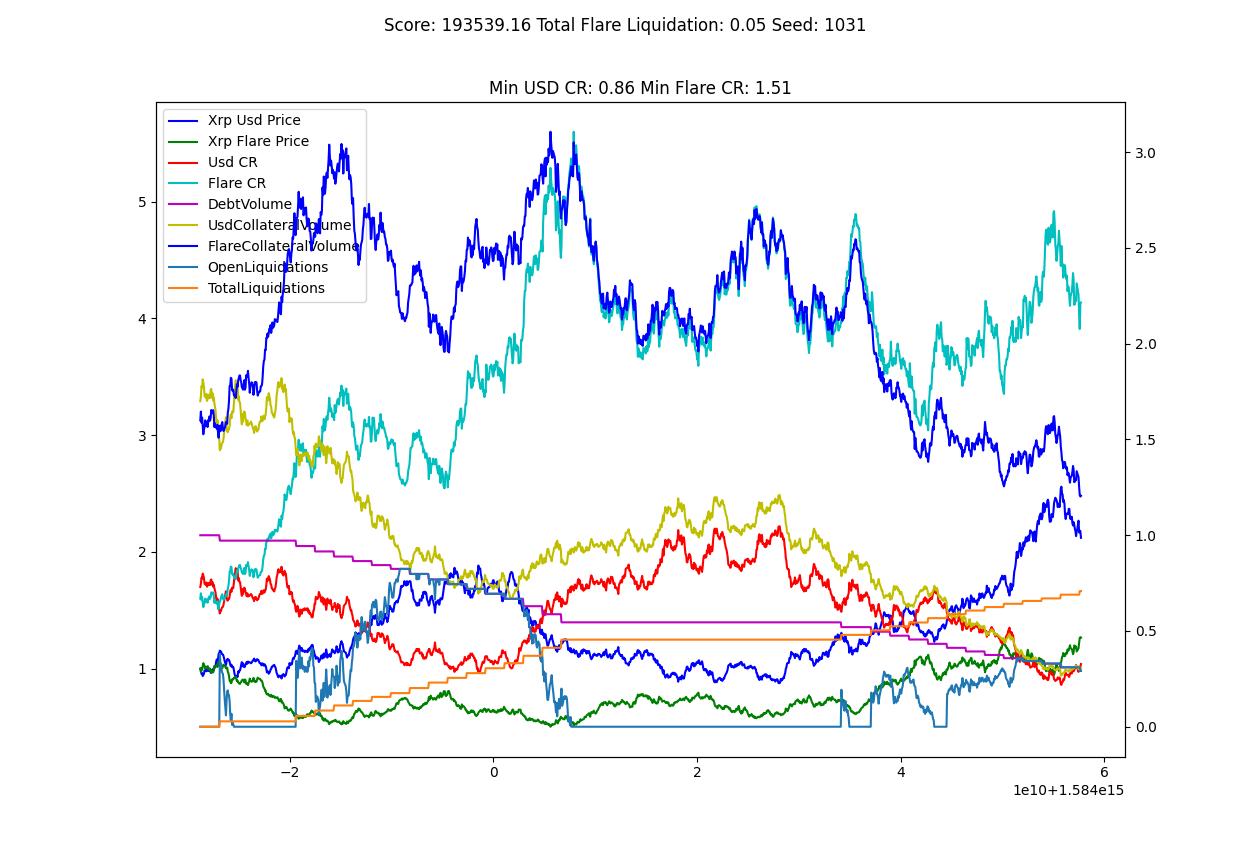 Score: 193539.16 Total Flare Liquidation: 0.05 Seed: 1031
Min USD CR: 0.86 Min Flare CR: 1.51
Xrp Usd Price
Xrp Flare Price
Usd CR
Flare CR
DebtVolume
UsdCollateralVolume
FlareCollateralVolume
OpenLiquidations
TotalLiquidations
5
4
3
2
1
3.0
2.5
2.0
1.5
1.0
0.5
0.0
−2 0 2 4 6
1e10+1.584e15